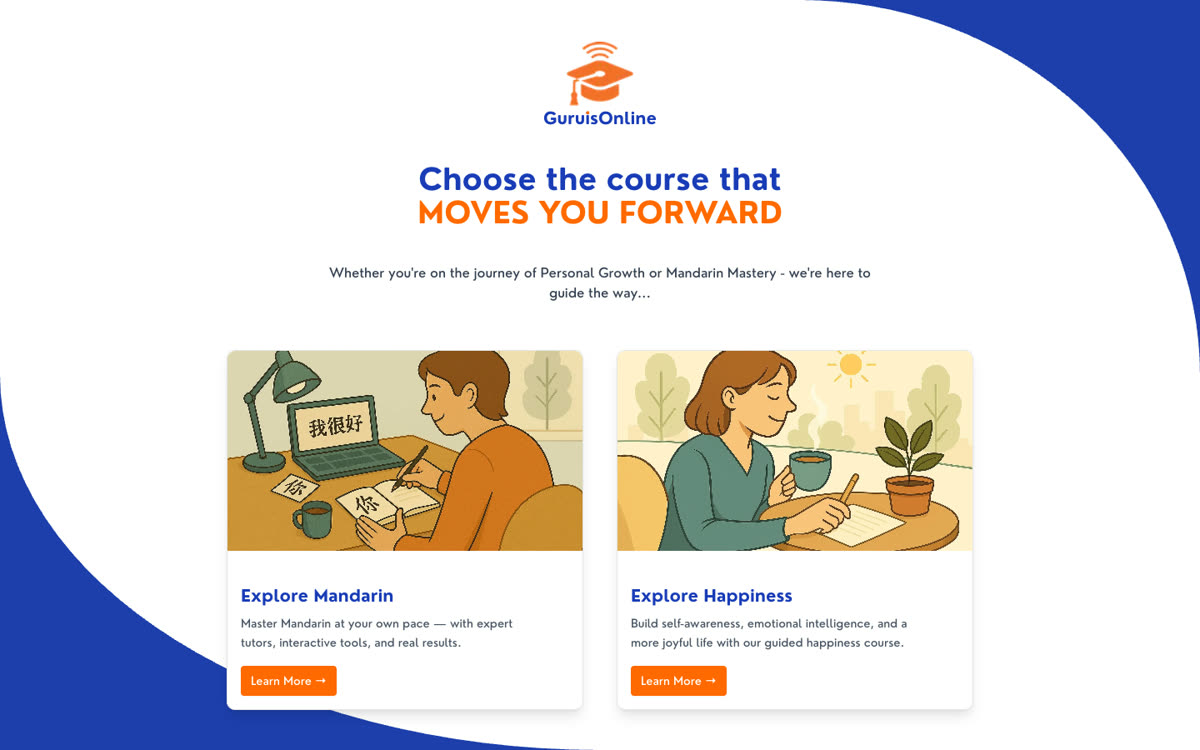 GuruisOnline
Choose the course that
MOVES YOU FORWARD
Whether you're on the journey of Personal Growth or Mandarin Mastery - we're here to
guide the way...
我很好
你
你
Explore Mandarin
Master Mandarin at your own pace — with expert
tutors, interactive tools, and real results.
Learn More →
Explore Happiness
Build self-awareness, emotional intelligence, and a
more joyful life with our guided happiness course.
Learn More →